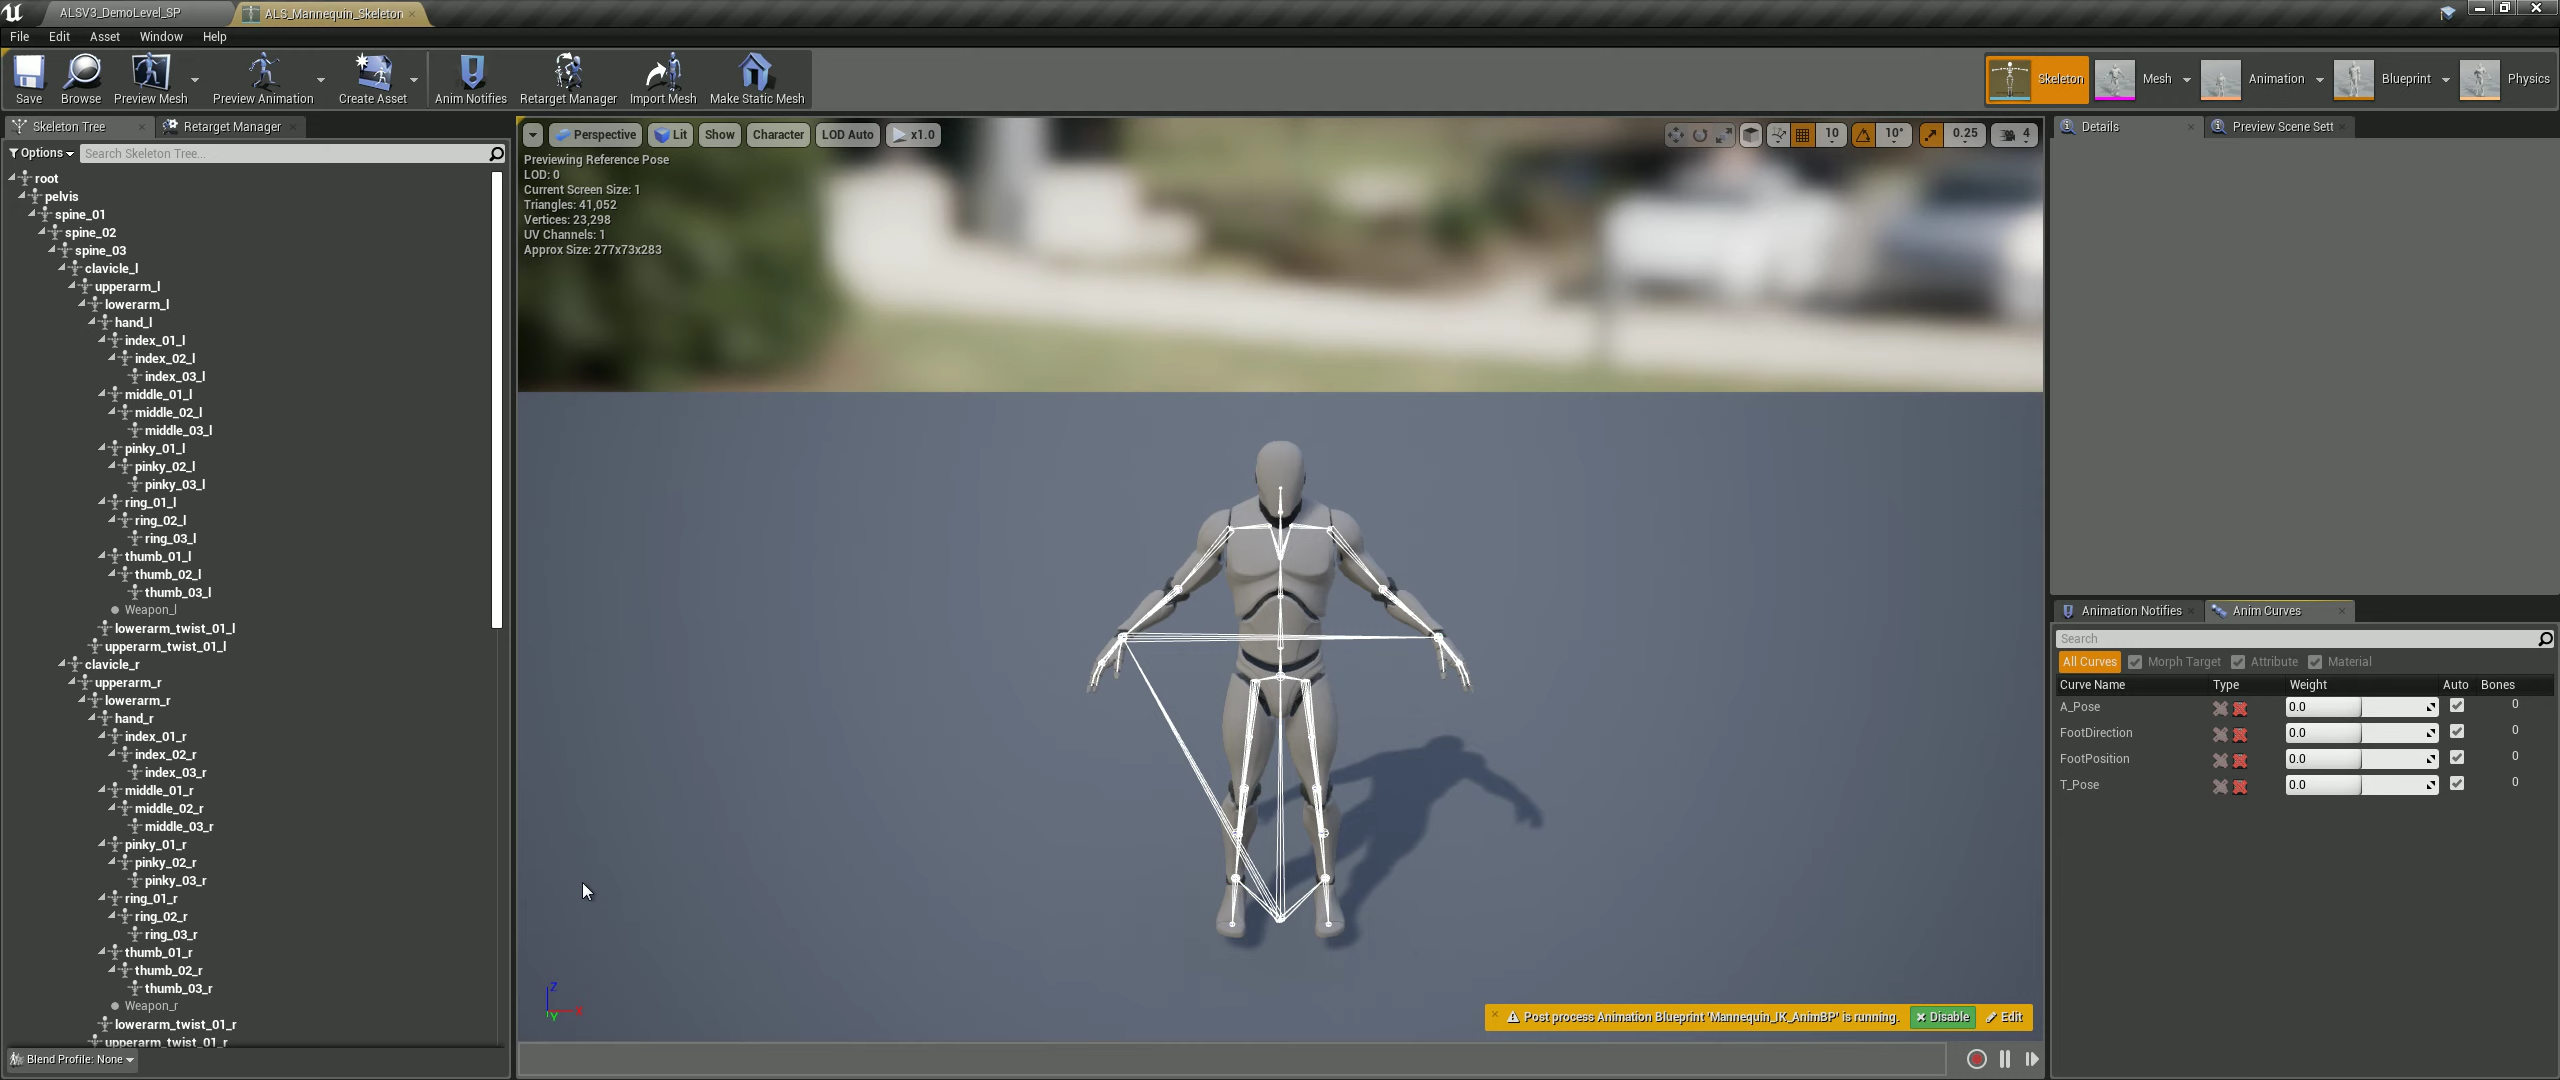 ALSV3_DemoLevel_SP
ALS_Mannequin_Skeleton
File Edit Asset Window Help
Save Browse Preview Mesh Preview Animation Create Asset Anim Notifies Retarget Manager Import Mesh Make Static Mesh
Skeleton Mesh Animation Blueprint Physics
Skeleton Tree
Retarget Manager
Options
Search Skeleton Tree...
root
pelvis
spine_01
spine_02
spine_03
clavicle_l
upperarm_l
lowerarm_l
hand_l
index_01_l
index_02_l
index_03_l
middle_01_l
middle_02_l
middle_03_l
pinky_01_l
pinky_02_l
pinky_03_l
ring_01_l
ring_02_l
ring_03_l
thumb_01_l
thumb_02_l
thumb_03_l
Weapon_l
lowerarm_twist_01_l
upperarm_twist_01_l
clavicle_r
upperarm_r
lowerarm_r
hand_r
index_01_r
index_02_r
index_03_r
middle_01_r
middle_02_r
middle_03_r
pinky_01_r
pinky_02_r
pinky_03_r
ring_01_r
ring_02_r
ring_03_r
thumb_01_r
thumb_02_r
thumb_03_r
Weapon_r
lowerarm_twist_01_r
upperarm_twist_01_r
Blend Profile: None
Perspective Lit Show Character LOD Auto x1.0
10 10° 0.25 4
Previewing Reference Pose
LOD: 0
Current Screen Size: 1
Triangles: 41,052
Vertices: 23,298
UV Channels: 1
Approx Size: 277x73x283
Z
X
Y
Post process Animation Blueprint 'Mannequin_IK_AnimBP' is running. Disable Edit
Details
Preview Scene Sett
Animation Notifies
Anim Curves
Search
All Curves Morph Target Attribute Material
Curve Name Type Weight Auto Bones
A_Pose 0.0 0
FootDirection 0.0 0
FootPosition 0.0 0
T_Pose 0.0 0